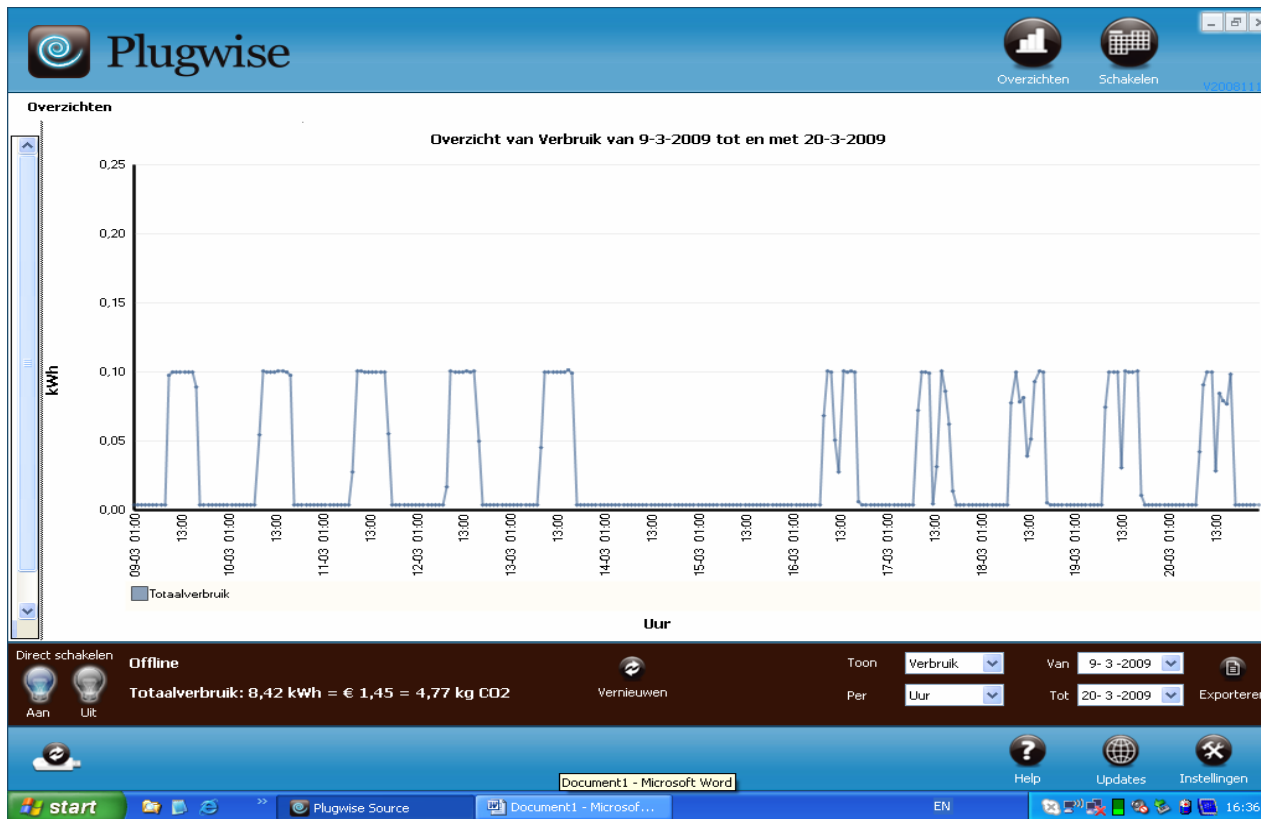 Plugwise
Overzichten
Schakelen
V2008111
Overzichten
Overzicht van Verbruik van 9-3-2009 tot en met 20-3-2009
0,25
0,20
0,15
0,10
0,05
0,00
kWh
09-03 01:00
13:00
10-03 01:00
13:00
11-03 01:00
13:00
12-03 01:00
13:00
13-03 01:00
13:00
14-03 01:00
13:00
15-03 01:00
13:00
16-03 01:00
13:00
17-03 01:00
13:00
18-03 01:00
13:00
19-03 01:00
13:00
20-03 01:00
13:00
Totaalverbruik
Uur
Direct schakelen
Aan
Uit
Offline
Totaalverbruik: 8,42 kWh = € 1,45 = 4,77 kg CO2
Vernieuwen
Toon Verbruik
Per Uur
Van 9- 3 -2009
Tot 20- 3 -2009
Exporteren
Help
Updates
Instellingen
Document1 - Microsoft Word
start
Plugwise Source
Document1 - Microsof...
EN
16:36